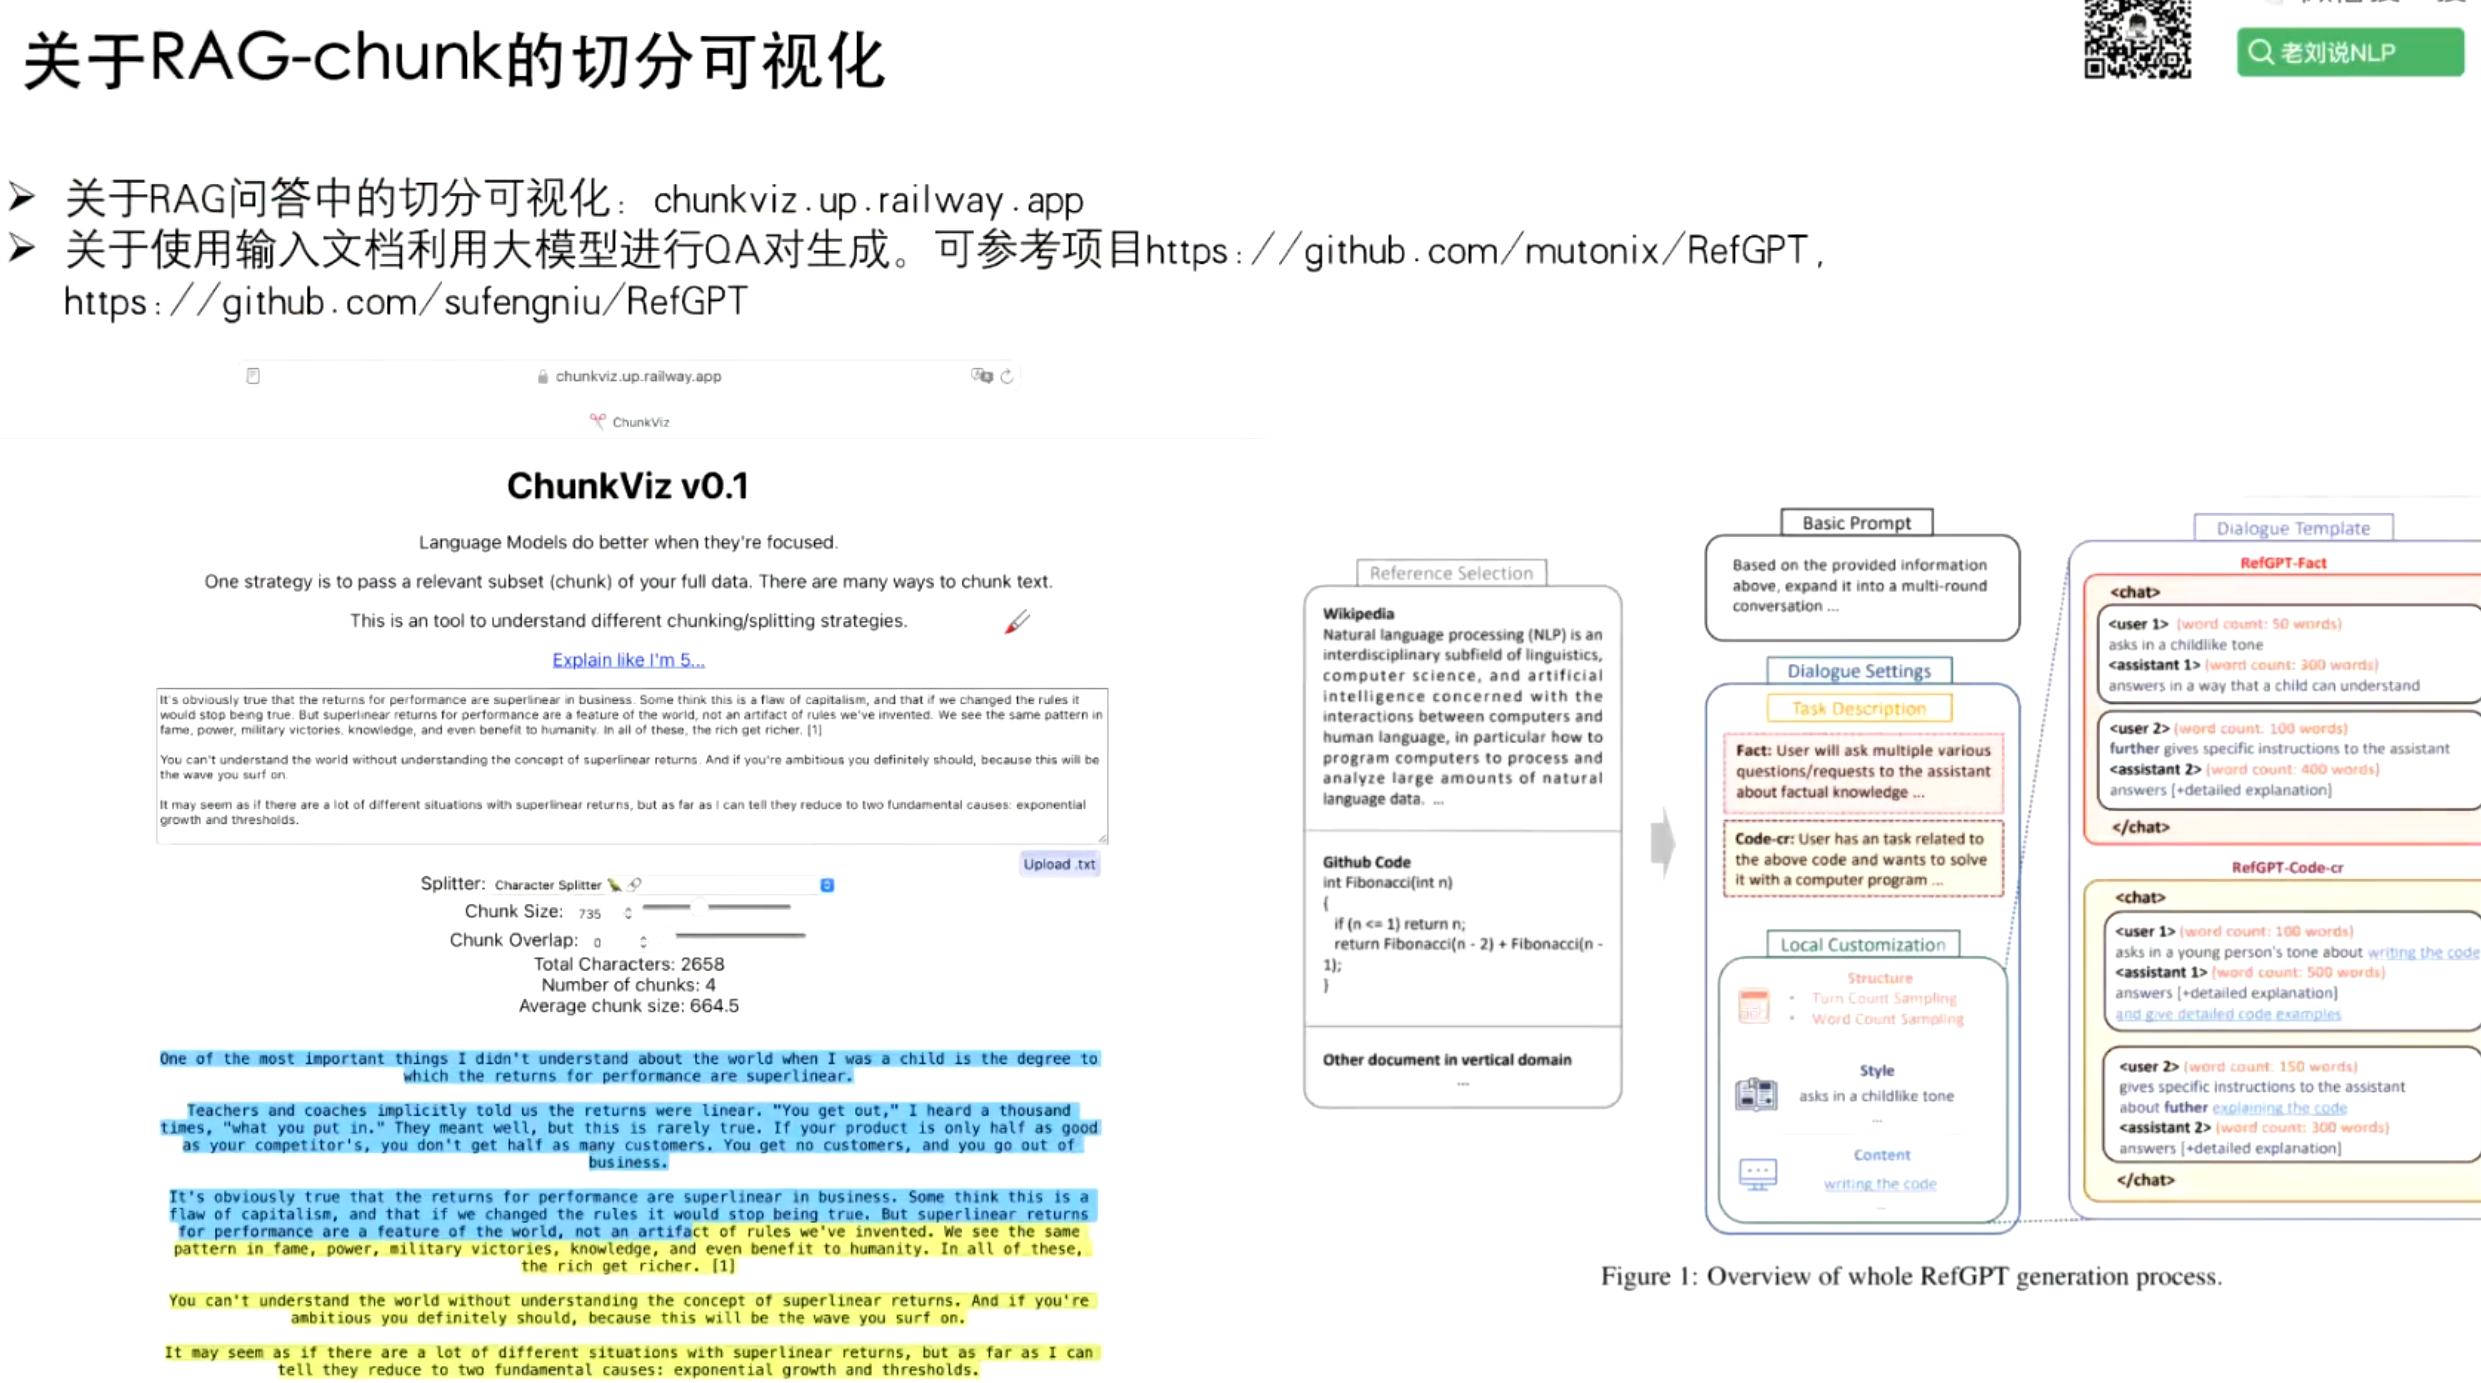 关于RAG-chunk的切分可视化
老刘说NLP
➢ 关于RAG问答中的切分可视化：chunkviz.up.railway.app
➢ 关于使用输入文档利用大模型进行QA对生成。可参考项目https://github.com/mutonix/RefGPT,
https://github.com/sufengniu/RefGPT
chunkviz.up.railway.app
ChunkViz
ChunkViz v0.1
Language Models do better when they're focused.
One strategy is to pass a relevant subset (chunk) of your full data. There are many ways to chunk text.
This is an tool to understand different chunking/splitting strategies.
Explain like I'm 5...
It's obviously true that the returns for performance are superlinear in business. Some think this is a flaw of capitalism, and that if we changed the rules it
would stop being true. But superlinear returns for performance are a feature of the world, not an artifact of rules we've invented. We see the same pattern in
fame, power, military victories, knowledge, and even benefit to humanity. In all of these, the rich get richer. [1]
You can't understand the world without understanding the concept of superlinear returns. And if you're ambitious you definitely should, because this will be
the wave you surf on.
It may seem as if there are a lot of different situations with superlinear returns, but as far as I can tell they reduce to two fundamental causes: exponential
growth and thresholds.
Upload .txt
Splitter: Character Splitter
Chunk Size: 735
Chunk Overlap: 0
Total Characters: 2658
Number of chunks: 4
Average chunk size: 664.5
One of the most important things I didn't understand about the world when I was a child is the degree to
which the returns for performance are superlinear.
Teachers and coaches implicitly told us the returns were linear. "You get out," I heard a thousand
times, "what you put in." They meant well, but this is rarely true. If your product is only half as good
as your competitor's, you don't get half as many customers. You get no customers, and you go out of
business.
It's obviously true that the returns for performance are superlinear in business. Some think this is a
flaw of capitalism, and that if we changed the rules it would stop being true. But superlinear returns
for performance are a feature of the world, not an artifact of rules we've invented. We see the same
pattern in fame, power, military victories, knowledge, and even benefit to humanity. In all of these,
the rich get richer. [1]
You can't understand the world without understanding the concept of superlinear returns. And if you're
ambitious you definitely should, because this will be the wave you surf on.
It may seem as if there are a lot of different situations with superlinear returns, but as far as I can
tell they reduce to two fundamental causes: exponential growth and thresholds.
Reference Selection
Wikipedia
Natural language processing (NLP) is an
interdisciplinary subfield of linguistics,
computer science, and artificial
intelligence concerned with the
interactions between computers and
human language, in particular how to
program computers to process and
analyze large amounts of natural
language data. ...
Github Code
int Fibonacci(int n)
{
if (n <= 1) return n;
return Fibonacci(n - 2) + Fibonacci(n -
1);
}
Other document in vertical domain
...
Basic Prompt
Based on the provided information
above, expand it into a multi-round
conversation ...
Dialogue Settings
Task Description
Fact: User will ask multiple various
questions/requests to the assistant
about factual knowledge ...
Code-cr: User has an task related to
the above code and wants to solve
it with a computer program ...
Local Customization
Structure
• Turn Count Sampling
• Word Count Sampling
Style
asks in a childlike tone
...
Content
writing the code
...
Dialogue Template
RefGPT-Fact
<chat>
<user 1> (word count: 50 words)
asks in a childlike tone
<assistant 1> (word count: 300 words)
answers in a way that a child can understand
<user 2> (word count: 100 words)
further gives specific instructions to the assistant
<assistant 2> (word count: 400 words)
answers [+detailed explanation]
</chat>
RefGPT-Code-cr
<chat>
<user 1> (word count: 100 words)
asks in a young person's tone about writing the code
<assistant 1> (word count: 500 words)
answers [+detailed explanation]
and give detailed code examples
<user 2> (word count: 150 words)
gives specific instructions to the assistant
about futher explaining the code
<assistant 2> (word count: 300 words)
answers [+detailed explanation]
</chat>
Figure 1: Overview of whole RefGPT generation process.